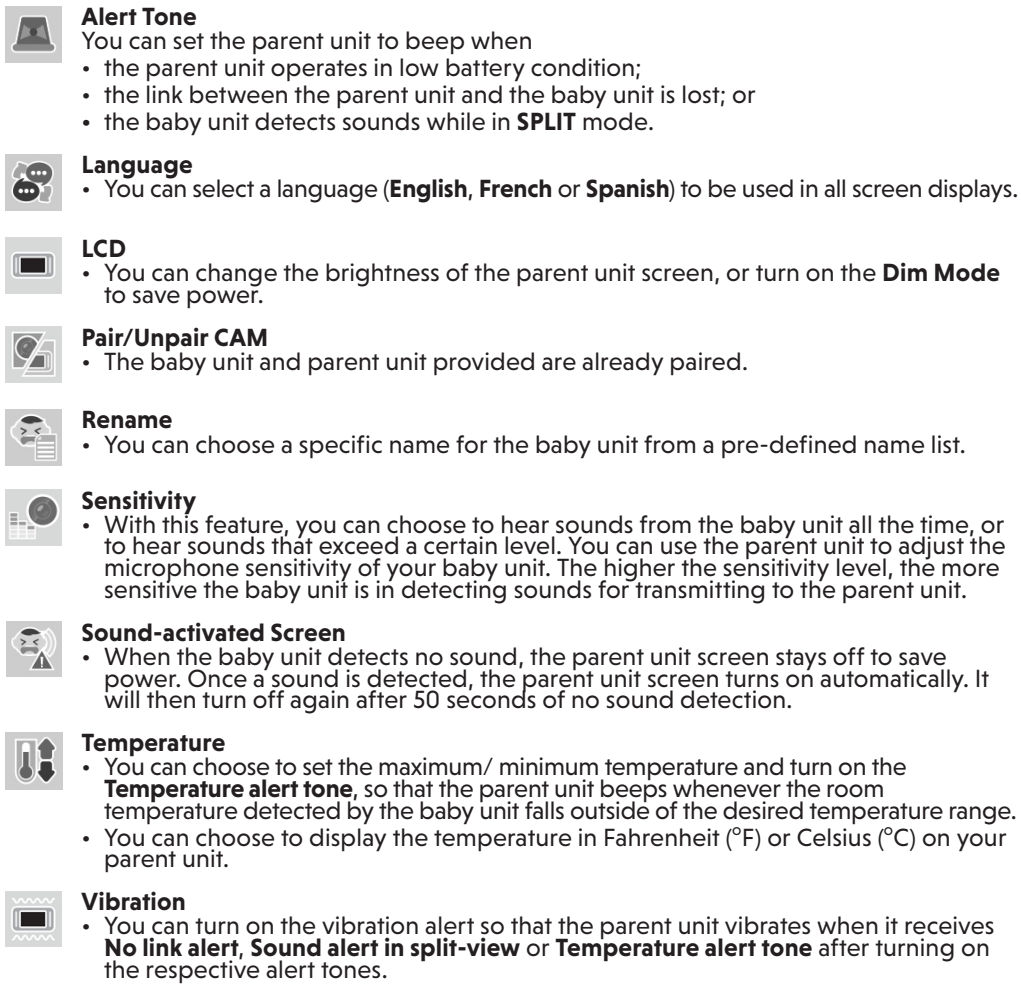 Alert Tone
You can set the parent unit to beep when
• the parent unit operates in low battery condition;
• the link between the parent unit and the baby unit is lost; or
• the baby unit detects sounds while in SPLIT mode.
Language
• You can select a language (English, French or Spanish) to be used in all screen displays.
LCD
• You can change the brightness of the parent unit screen, or turn on the Dim Mode
to save power.
Pair/Unpair CAM
• The baby unit and parent unit provided are already paired.
Rename
• You can choose a specific name for the baby unit from a pre-defined name list.
Sensitivity
• With this feature, you can choose to hear sounds from the baby unit all the time, or
to hear sounds that exceed a certain level. You can use the parent unit to adjust the
microphone sensitivity of your baby unit. The higher the sensitivity level, the more
sensitive the baby unit is in detecting sounds for transmitting to the parent unit.
Sound-activated Screen
• When the baby unit detects no sound, the parent unit screen stays off to save
power. Once a sound is detected, the parent unit screen turns on automatically. It
will then turn off again after 50 seconds of no sound detection.
Temperature
• You can choose to set the maximum/ minimum temperature and turn on the
Temperature alert tone, so that the parent unit beeps whenever the room
temperature detected by the baby unit falls outside of the desired temperature range.
• You can choose to display the temperature in Fahrenheit (°F) or Celsius (°C) on your
parent unit.
Vibration
• You can turn on the vibration alert so that the parent unit vibrates when it receives
No link alert, Sound alert in split-view or Temperature alert tone after turning on
the respective alert tones.